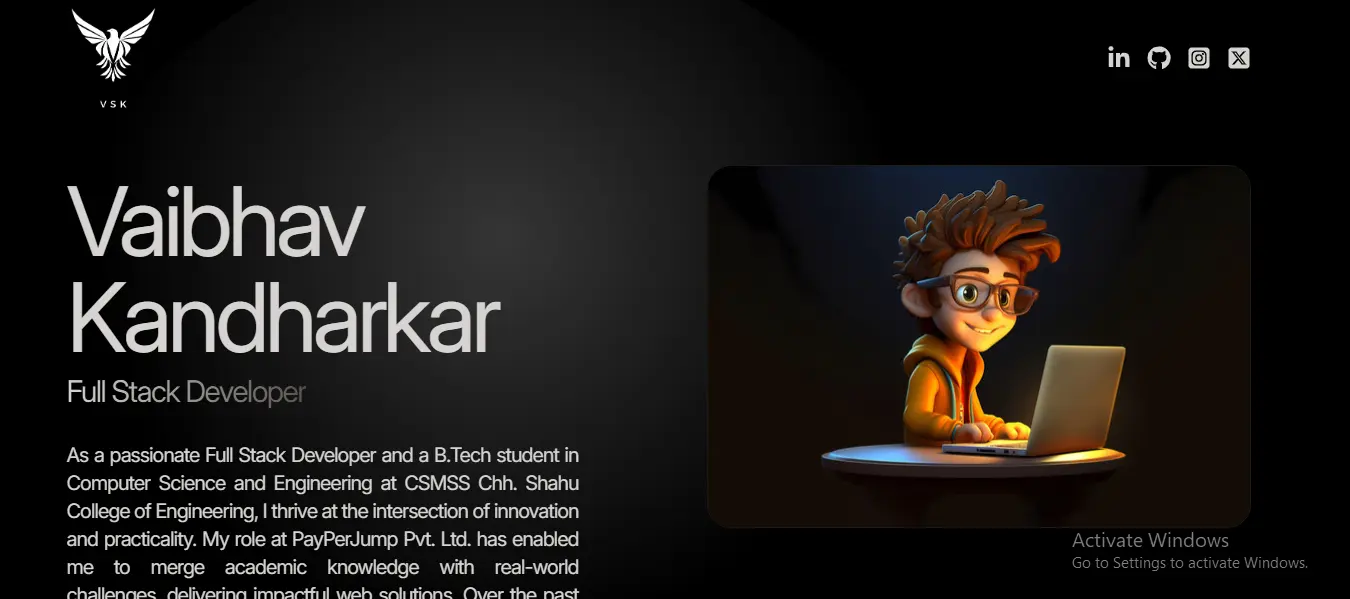 VSK
Vaibhav
Kandharkar
Full Stack Developer
As a passionate Full Stack Developer and a B.Tech student in
Computer Science and Engineering at CSMSS Chh. Shahu
College of Engineering, I thrive at the intersection of innovation
and practicality. My role at PayPerJump Pvt. Ltd. has enabled
me to merge academic knowledge with real-world
challenges, delivering impactful web solutions. Over the past
Activate Windows
Go to Settings to activate Windows.